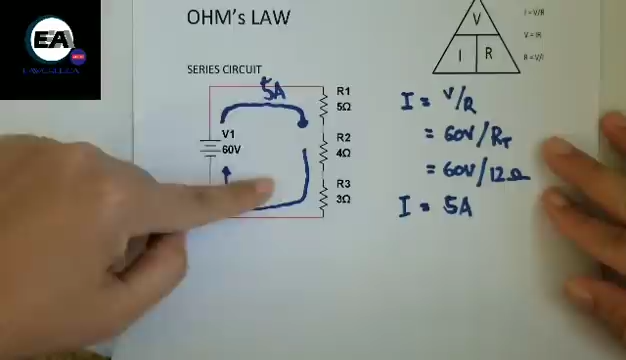 OHM's LAW
EA
SERIES CIRCUIT
5A
V1
60V
R1
5Ω
R2
4Ω
R3
3Ω
V
I R
I = V/R
V = IR
R = V/I
I = V/R
= 60V/RT
= 60V/12Ω
I = 5A